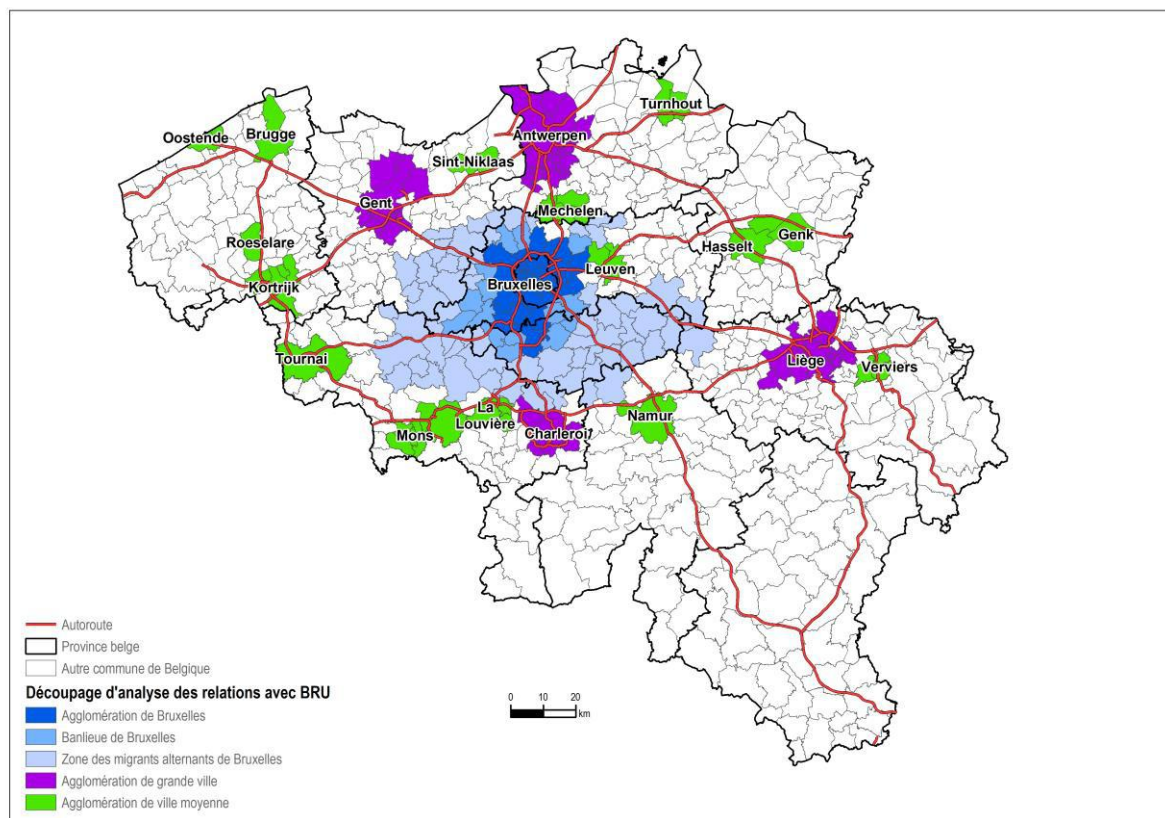 Turnhout
Antwerpen
Oostende
Brugge
Sint-Niklaas
Gent
Mechelen
Roeselare
Hasselt
Genk
Leuven
Bruxelles
Kortrijk
Tournai
Liège
Verviers
La
Louvière
Namur
Mons
Charleroi
Autoroute
Province belge
Autre commune de Belgique
Découpage d'analyse des relations avec BRU
Agglomération de Bruxelles
Banlieue de Bruxelles
Zone des migrants alternants de Bruxelles
Agglomération de grande ville
Agglomération de ville moyenne
0 10 20
km